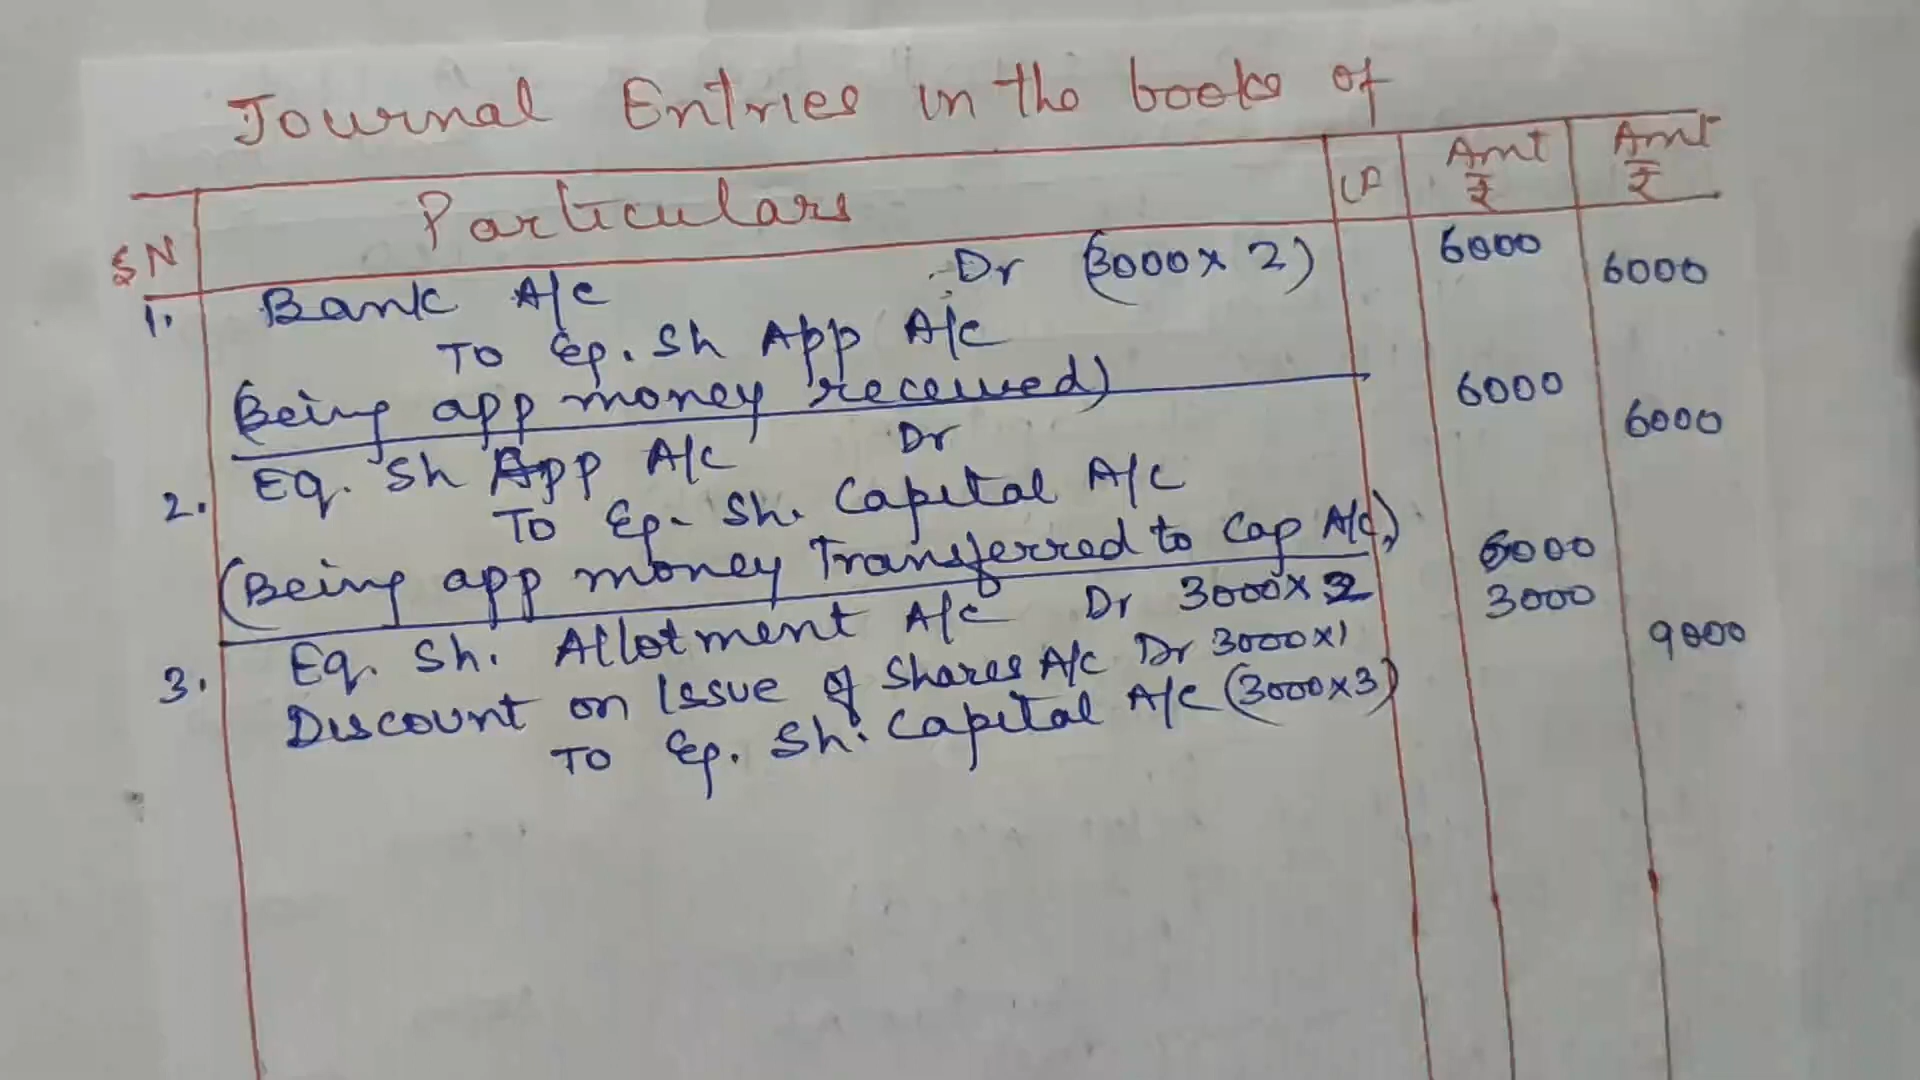 Journal Entries in the books of
SN Particulars LF Amt ₹ Amt ₹
1. Bank A/c Dr (3000 x 2) 6000
To Eq. Sh App A/c 6000
(Being app money received)
2. Eq. Sh App A/c Dr 6000
To Eq. Sh. Capital A/c 6000
(Being app money Transferred to Cap A/c)
3. Eq. Sh. Allotment A/c Dr 3000 x 2 6000
Discount on Issue of Shares A/c Dr 3000 x 1 3000
To Eq. Sh. Capital A/c (3000 x 3) 9000